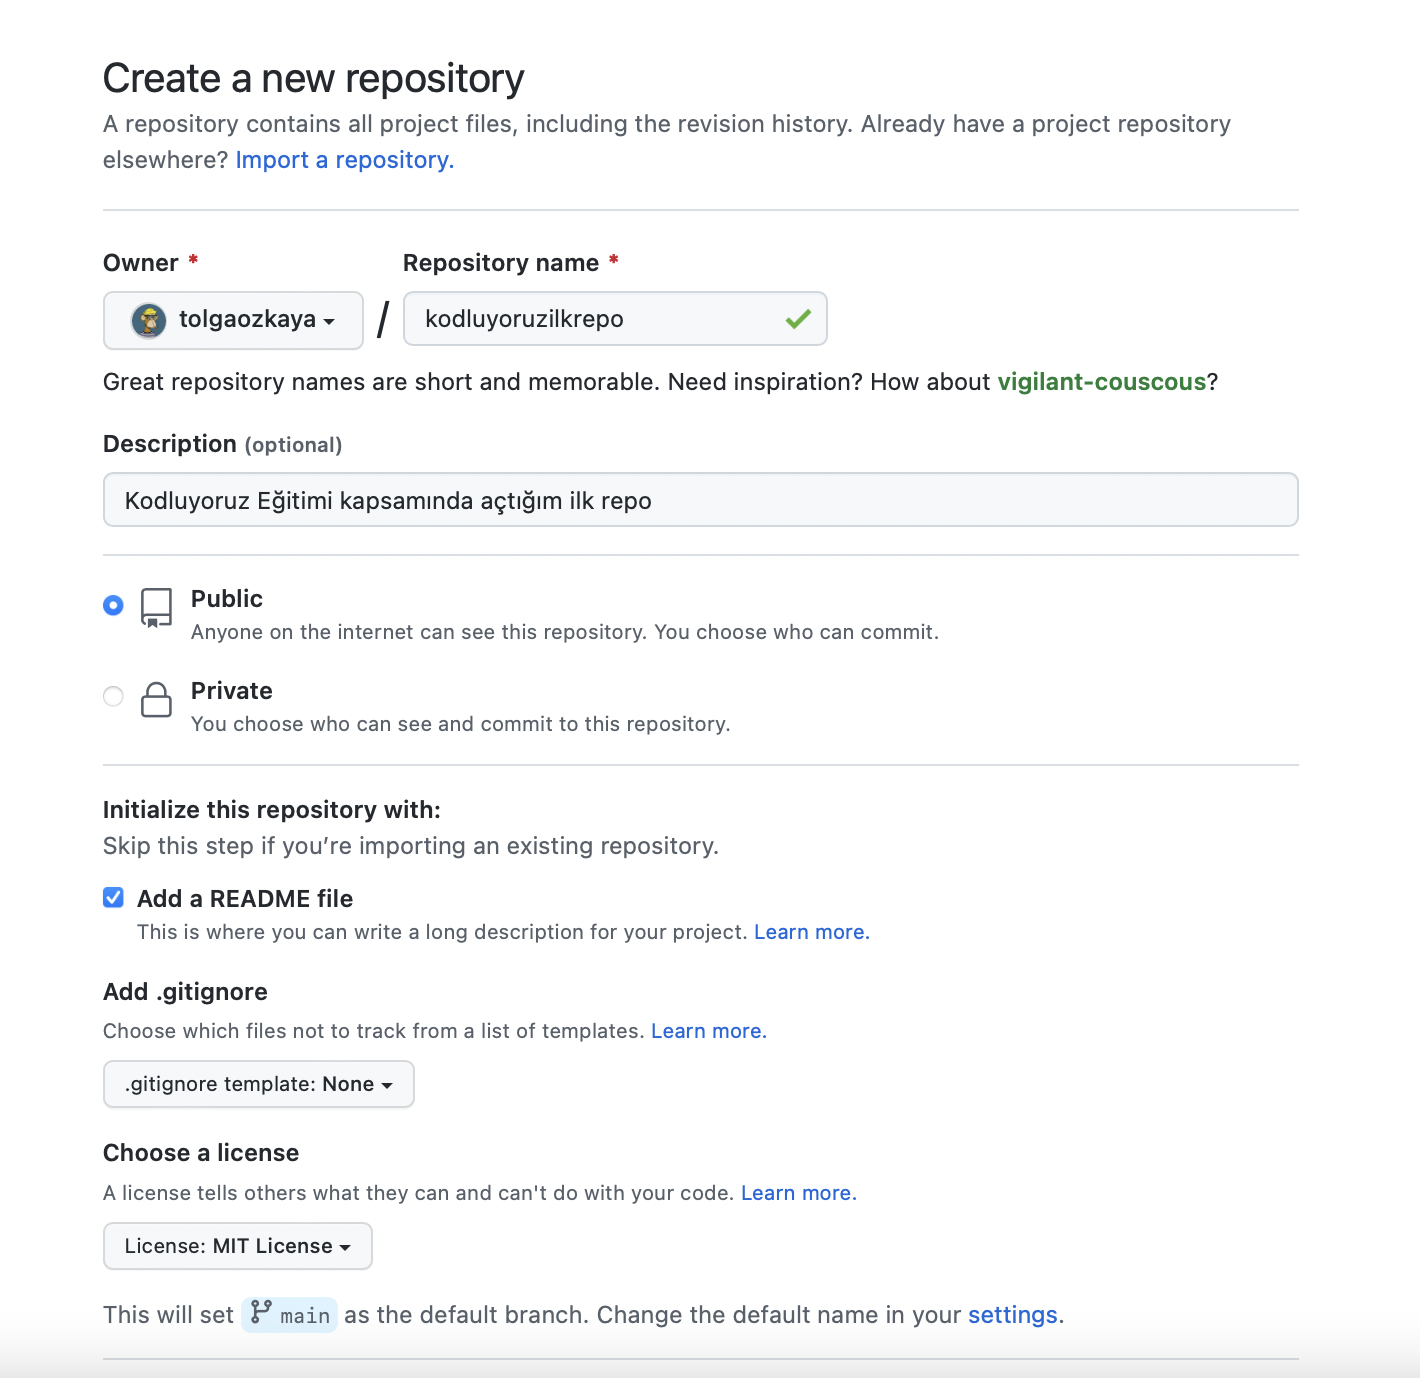 Create a new repository
A repository contains all project files, including the revision history. Already have a project repository
elsewhere? Import a repository.
Owner * Repository name *
tolgaozkaya / kodluyoruzilkrepo
Great repository names are short and memorable. Need inspiration? How about vigilant-couscous?
Description (optional)
Kodluyoruz Eğitimi kapsamında açtığım ilk repo
Public
Anyone on the internet can see this repository. You choose who can commit.
Private
You choose who can see and commit to this repository.
Initialize this repository with:
Skip this step if you’re importing an existing repository.
Add a README file
This is where you can write a long description for your project. Learn more.
Add .gitignore
Choose which files not to track from a list of templates. Learn more.
.gitignore template: None
Choose a license
A license tells others what they can and can't do with your code. Learn more.
License: MIT License
This will set main as the default branch. Change the default name in your settings.